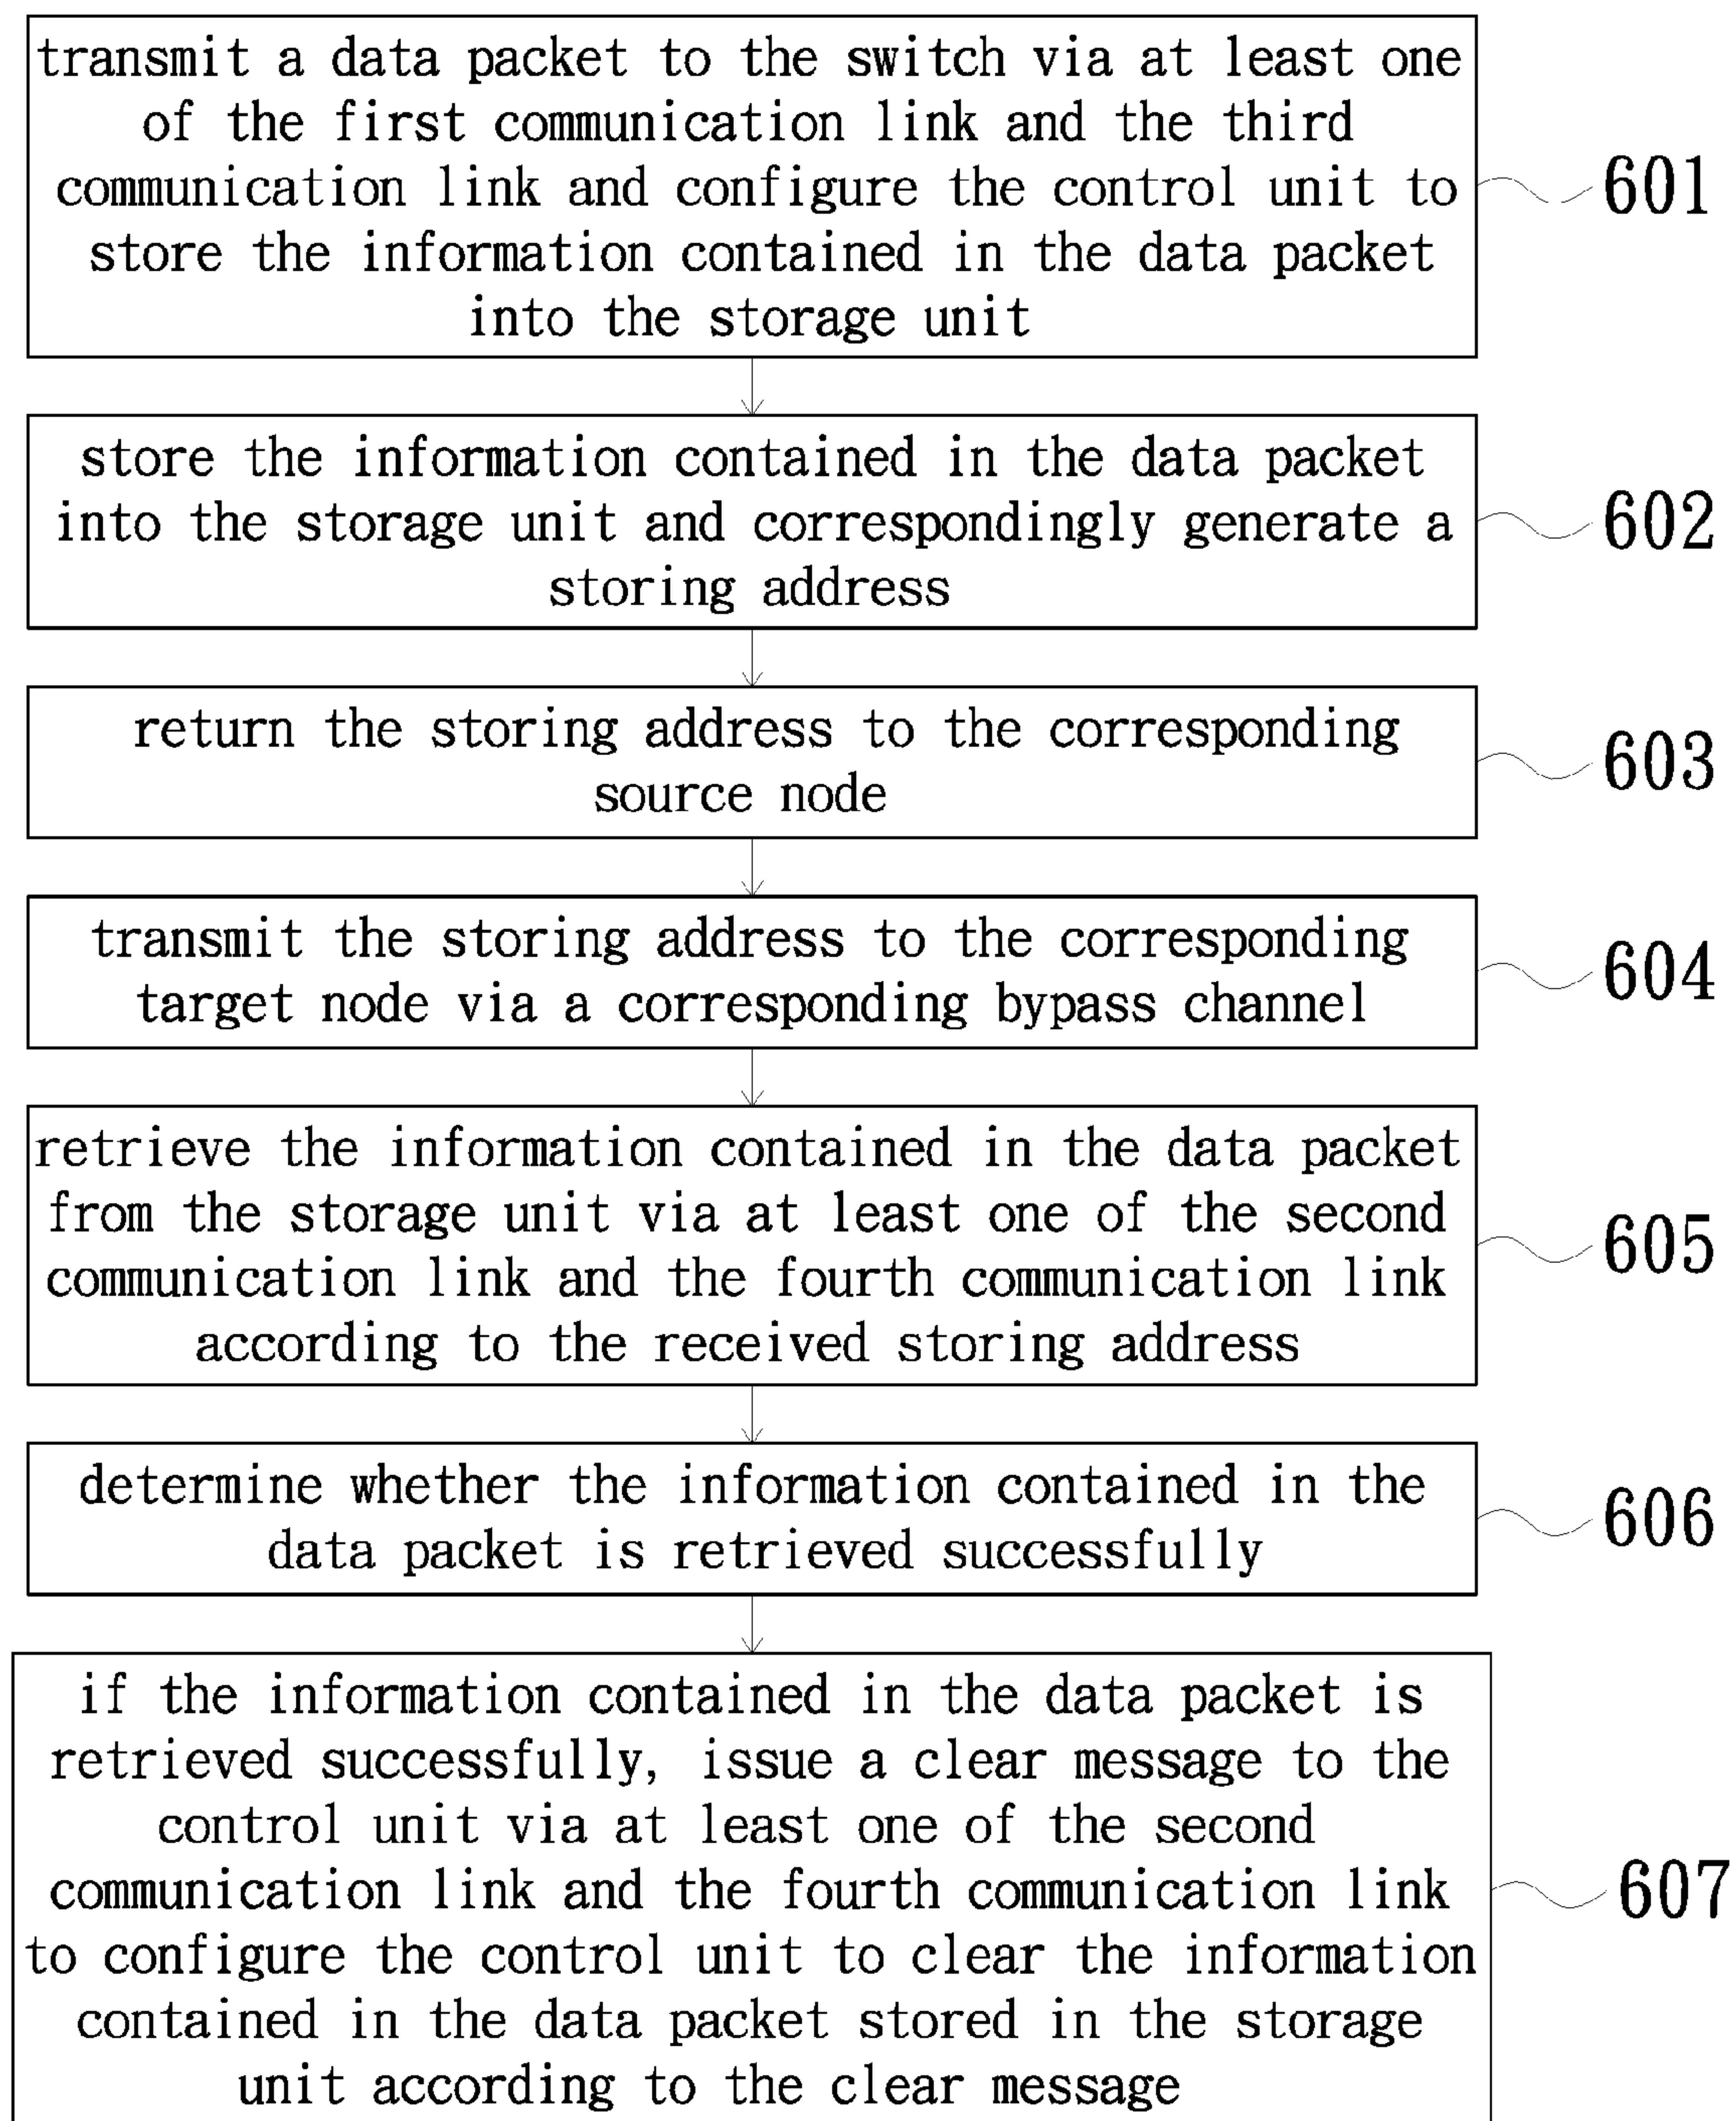 transmit a data packet to the switch via at least one
of the first communication link and the third
communication link and configure the control unit to
store the information contained in the data packet
into the storage unit
601
store the information contained in the data packet
into the storage unit and correspondingly generate a
storing address
602
return the storing address to the corresponding
source node
603
transmit the storing address to the corresponding
target node via a corresponding bypass channel
604
retrieve the information contained in the data packet
from the storage unit via at least one of the second
communication link and the fourth communication link
according to the received storing address
605
determine whether the information contained in the
data packet is retrieved successfully
606
if the information contained in the data packet is
retrieved successfully, issue a clear message to the
control unit via at least one of the second
communication link and the fourth communication link
to configure the control unit to clear the information
contained in the data packet stored in the storage
unit according to the clear message
607